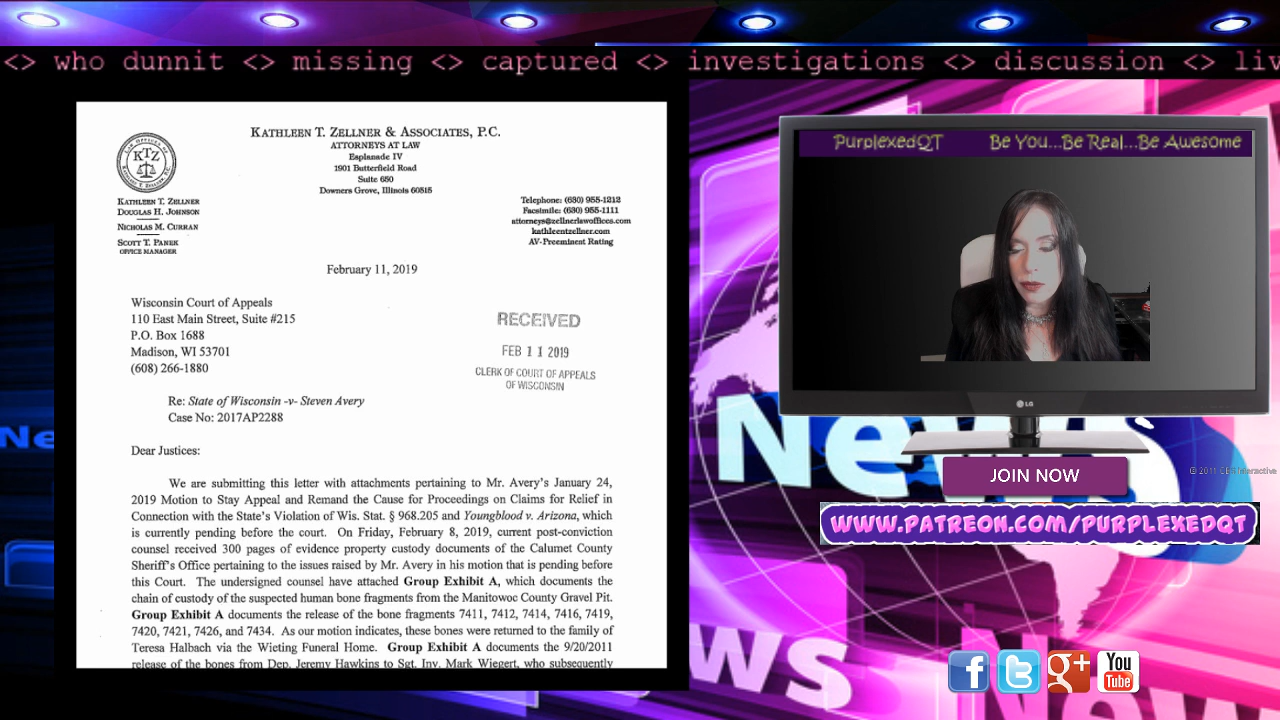 <> who dunnit <> missing <> captured <> investigations <> discussion <> liv
KATHLEEN T. ZELLNER & ASSOCIATES, P.C.
ATTORNEYS AT LAW
Esplanade IV
1901 Butterfield Road
Suite 650
Downers Grove, Illinois 60515
KTZ
KATHLEEN T. ZELLNER
DOUGLAS H. JOHNSON
NICHOLAS M. CURRAN
SCOTT T. PANEK
OFFICE MANAGER
Telephone: (630) 955-1212
Facsimile: (630) 955-1111
attorneys@zellnerlawoffices.com
kathleentzellner.com
AV-Preeminent Rating
February 11, 2019
Wisconsin Court of Appeals
110 East Main Street, Suite #215
P.O. Box 1688
Madison, WI 53701
(608) 266-1880
RECEIVED
FEB 11 2019
CLERK OF COURT OF APPEALS
OF WISCONSIN
Re: State of Wisconsin -v- Steven Avery
Case No: 2017AP2288
Dear Justices:
We are submitting this letter with attachments pertaining to Mr. Avery's January 24,
2019 Motion to Stay Appeal and Remand the Cause for Proceedings on Claims for Relief in
Connection with the State's Violation of Wis. Stat. § 968.205 and Youngblood v. Arizona, which
is currently pending before the court. On Friday, February 8, 2019, current post-conviction
counsel received 300 pages of evidence property custody documents of the Calumet County
Sheriff's Office pertaining to the issues raised by Mr. Avery in his motion that is pending before
this Court. The undersigned counsel have attached Group Exhibit A, which documents the
chain of custody of the suspected human bone fragments from the Manitowoc County Gravel Pit.
Group Exhibit A documents the release of the bone fragments 7411, 7412, 7414, 7416, 7419,
7420, 7421, 7426, and 7434. As our motion indicates, these bones were returned to the family of
Teresa Halbach via the Wieting Funeral Home. Group Exhibit A documents the 9/20/2011
release of the bones from Dep. Jeremy Hawkins to Sgt. Inv. Mark Wiegert, who subsequently
PurplexedQT Be You...Be Real...Be Awesome
LG
JOIN NOW
© 2011 CBS Interactive
WWW.PATREON.COM/PURPLEXEDQT
News
Ne
News
ws
New
f
t
g+
You
Tube